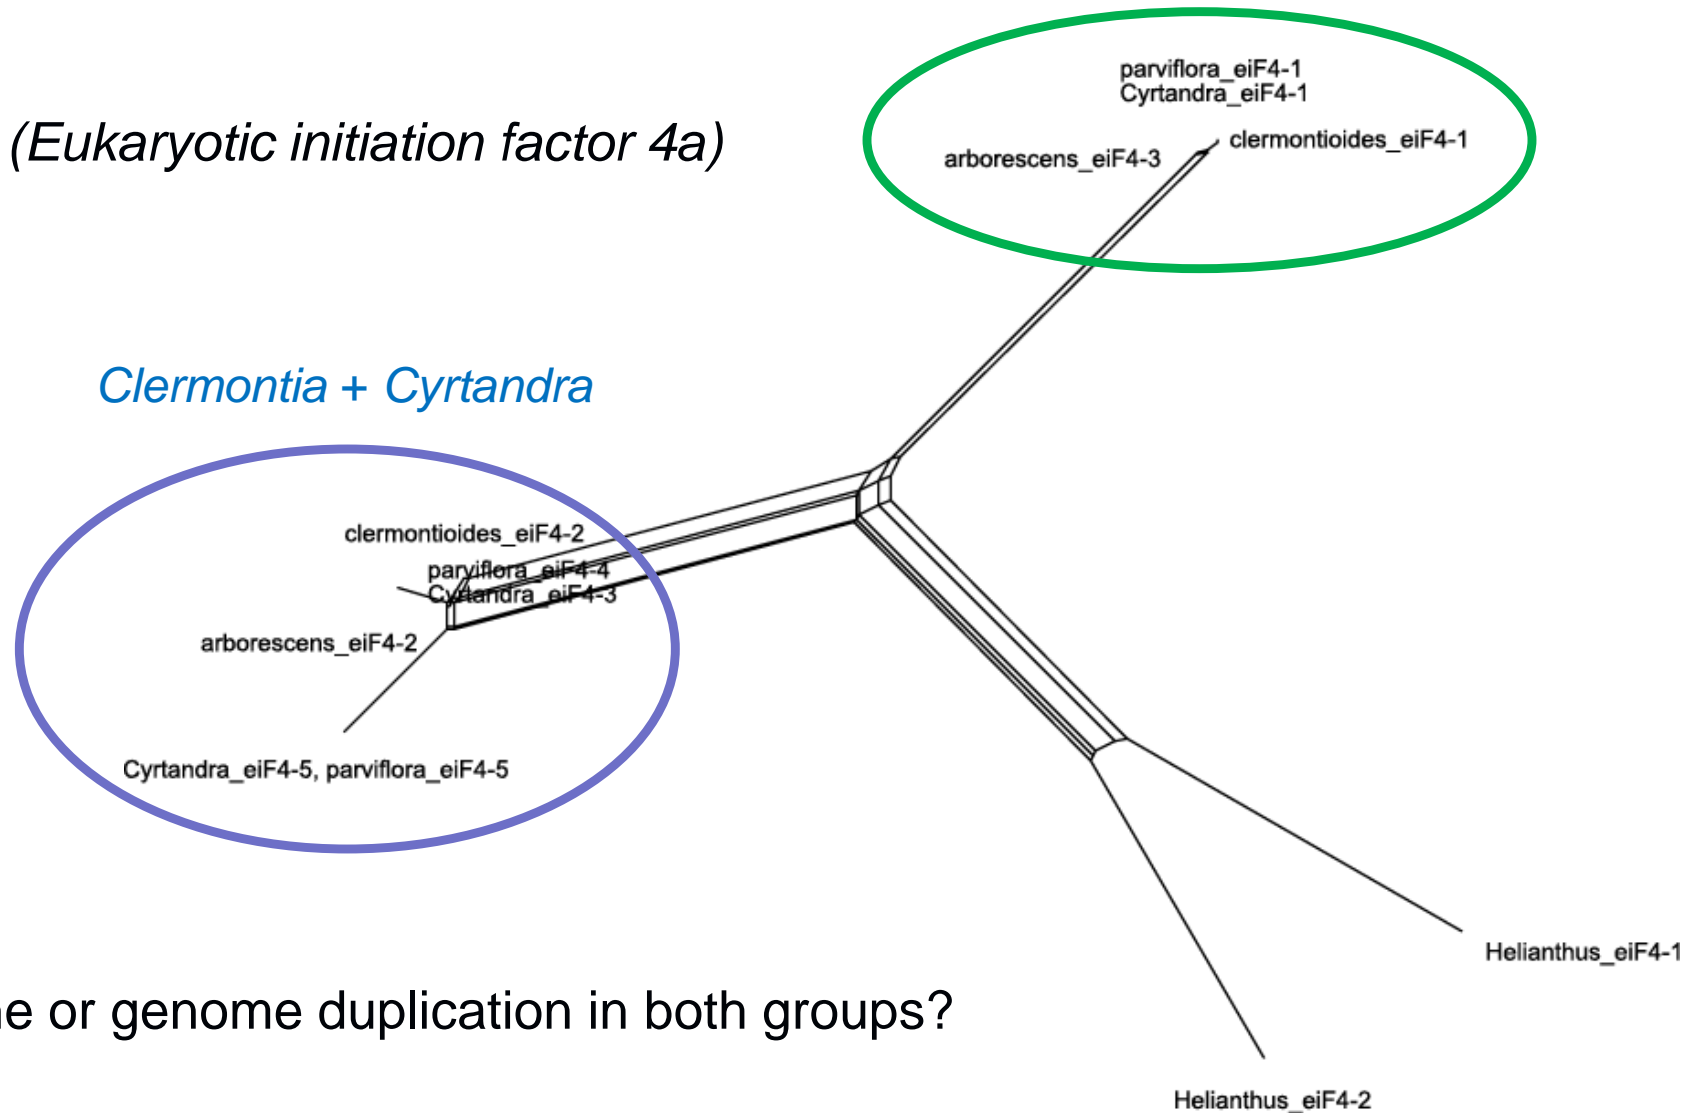 parviflora_eiF4-1
Cyrtandra_eiF4-1
(Eukaryotic initiation factor 4a)
clermontioides_eiF4-1
arborescens_eiF4-3
Clermontia + Cyrtandra
clermontioides_eiF4-2
parviflora_eiF4-4
Cyrtandra_eiF4-3
arborescens_eiF4-2
Cyrtandra_eiF4-5, parviflora_eiF4-5
Helianthus_eiF4-1
ne or genome duplication in both groups?
Helianthus_eiF4-2